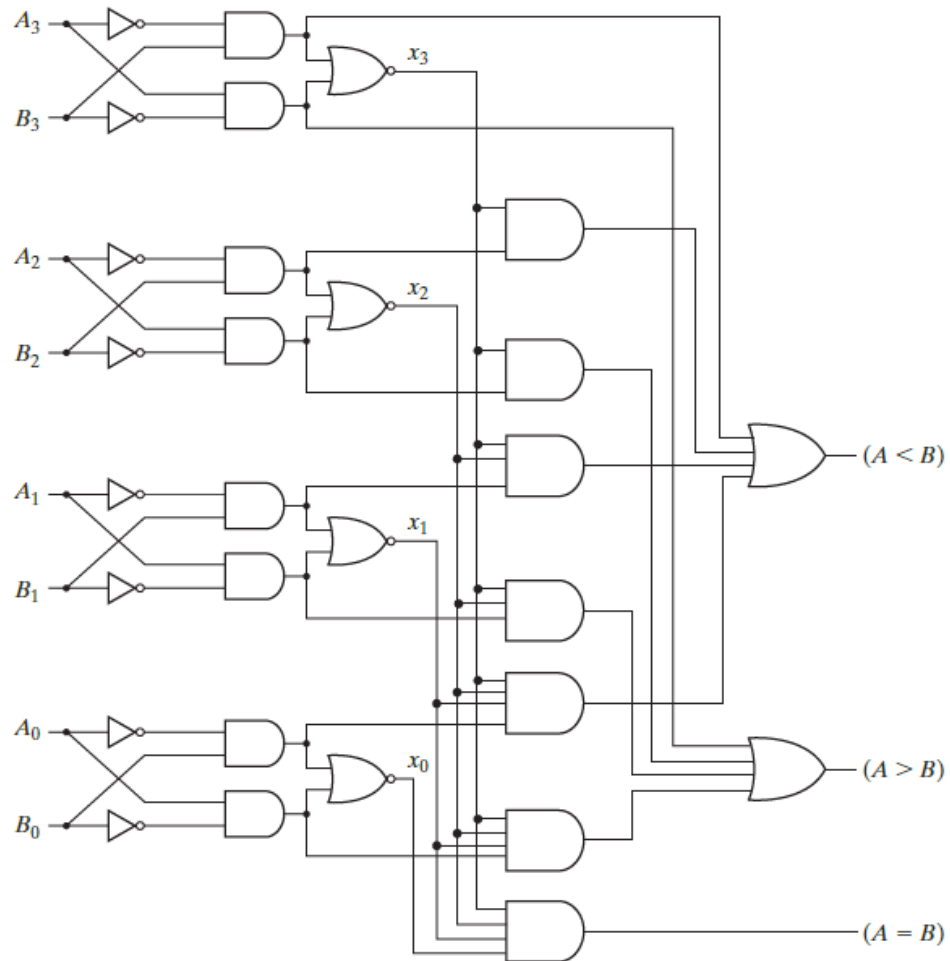 A₃
x₃
B₃
A₂
x₂
B₂
(A < B)
A₁
x₁
B₁
A₀
x₀
(A > B)
B₀
(A = B)